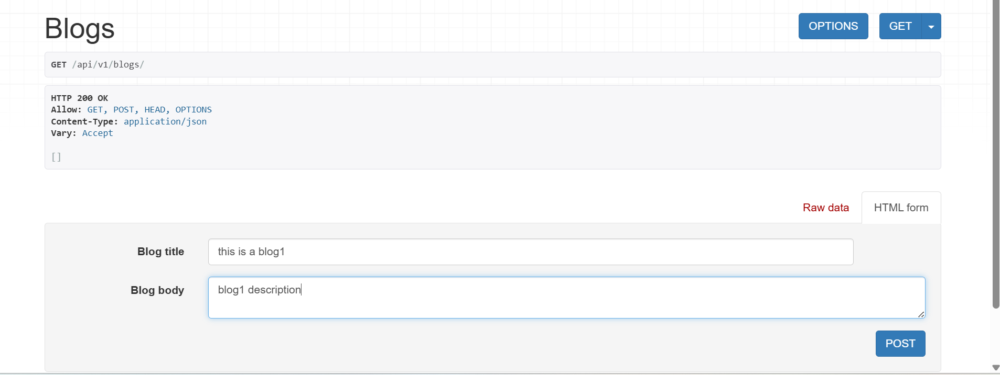 Blogs
OPTIONS
GET
GET /api/v1/blogs/
HTTP 200 OK
Allow: GET, POST, HEAD, OPTIONS
Content-Type: application/json
Vary: Accept
[]
Raw data
HTML form
Blog title
this is a blog1
Blog body
blog1 description
POST